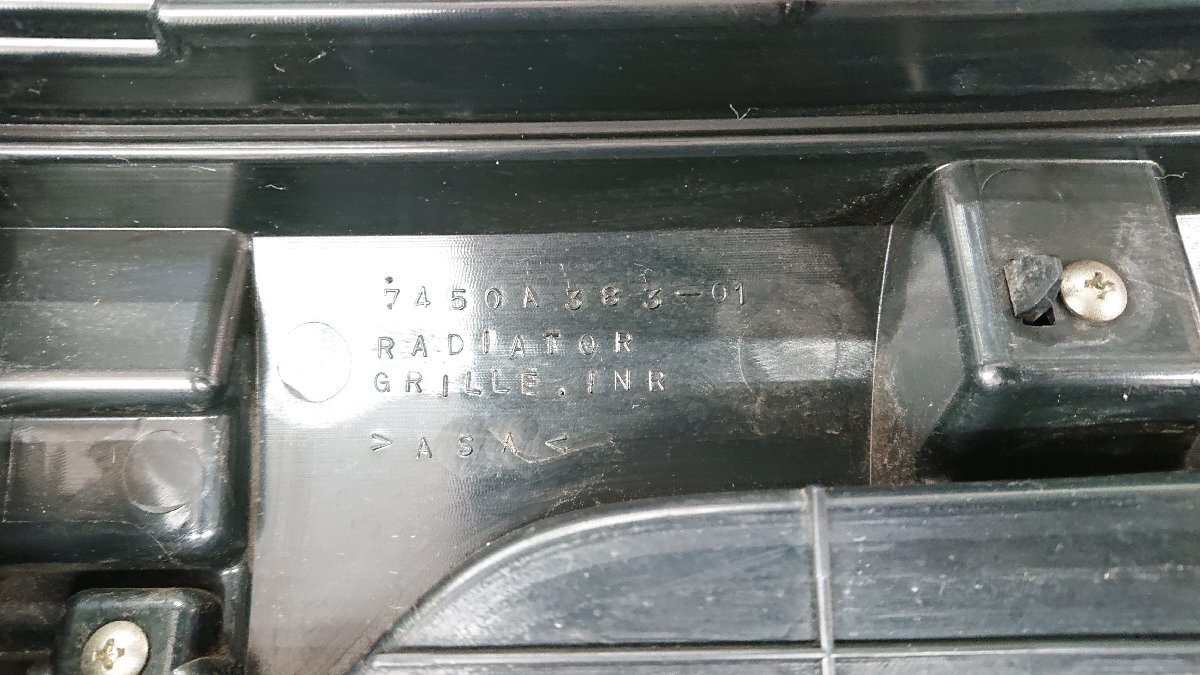 7450A383-01
RADIATOR
GRILLE.INR
>ASA<